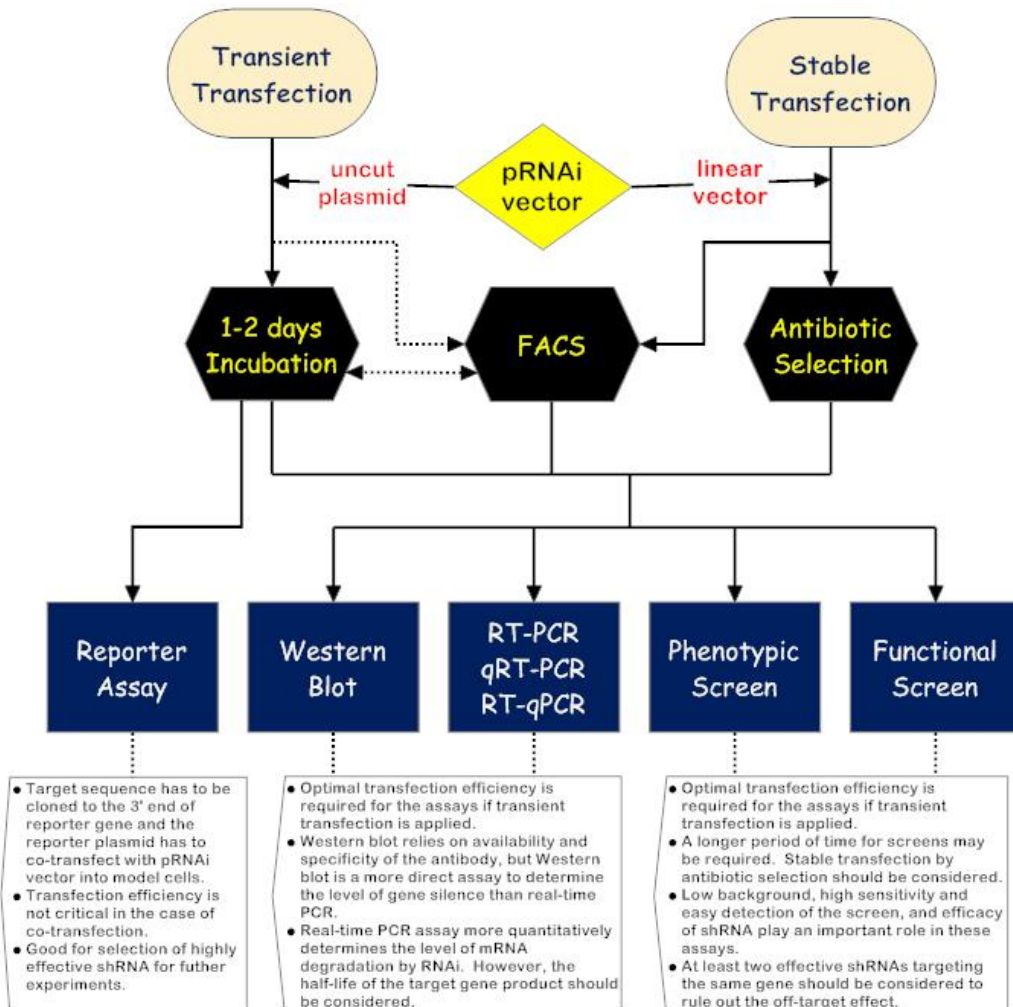 Transient
Transfection
Stable
Transfection
uncut
plasmid
pRNAi
vector
linear
vector
1-2 days
Incubation
FACS
Antibiotic
Selection
Reporter
Assay
Western
Blot
RT-PCR
qRT-PCR
RT-qPCR
Phenotypic
Screen
Functional
Screen
● Target sequence has to be
cloned to the 3' end of
reporter gene and the
reporter plasmid has to
co-transfect with pRNAi
vector into model cells.
● Transfection efficiency is
not critical in the case of
co-transfection.
● Good for selection of highly
effective shRNA for futher
experiments.
● Optimal transfection efficiency is
required for the assays if transient
transfection is applied.
● Western blot relies on availability and
specificity of the antibody, but Western
blot is a more direct assay to determine
the level of gene silence than real-time
PCR.
● Real-time PCR assay more quantitatively
determines the level of mRNA
degradation by RNAi. However, the
half-life of the target gene product should
be considered.
● Optimal transfection efficiency is
required for the assays if transient
transfection is applied.
● A longer period of time for screens may
be required. Stable transfection by
antibiotic selection should be considered.
● Low background, high sensitivity and
easy detection of the screen, and efficacy
of shRNA play an important role in these
assays.
● At least two effective shRNAs targeting
the same gene should be considered to
rule out the off-target effect.